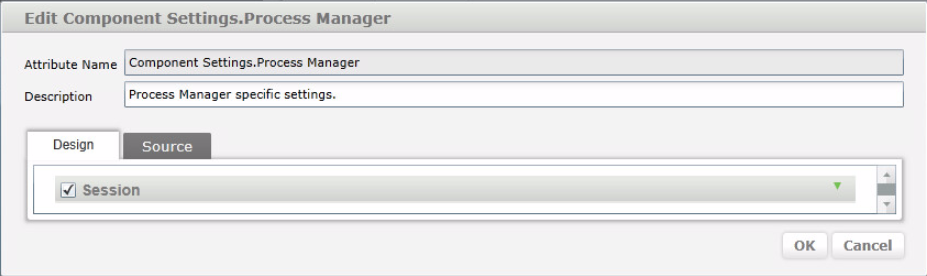 Edit Component Settings.Process Manager
Attribute Name Component Settings.Process Manager
Description Process Manager specific settings.
Design Source
Session
OK Cancel